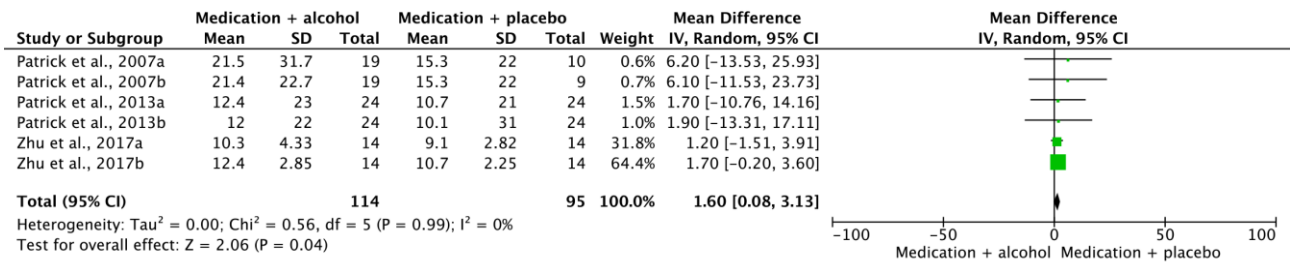 Medication + alcohol Medication + placebo Mean Difference Mean Difference
Study or Subgroup Mean SD Total Mean SD Total Weight IV, Random, 95% CI IV, Random, 95% CI
Patrick et al., 2007a 21.5 31.7 19 15.3 22 10 0.6% 6.20 [-13.53, 25.93]
Patrick et al., 2007b 21.4 22.7 19 15.3 22 9 0.7% 6.10 [-11.53, 23.73]
Patrick et al., 2013a 12.4 23 24 10.7 21 24 1.5% 1.70 [-10.76, 14.16]
Patrick et al., 2013b 12 22 24 10.1 31 24 1.0% 1.90 [-13.31, 17.11]
Zhu et al., 2017a 10.3 4.33 14 9.1 2.82 14 31.8% 1.20 [-1.51, 3.91]
Zhu et al., 2017b 12.4 2.85 14 10.7 2.25 14 64.4% 1.70 [-0.20, 3.60]
Total (95% CI) 114 95 100.0% 1.60 [0.08, 3.13]
Heterogeneity: Tau² = 0.00; Chi² = 0.56, df = 5 (P = 0.99); I² = 0%
Test for overall effect: Z = 2.06 (P = 0.04)
-100 -50 0 50 100
Medication + alcohol Medication + placebo